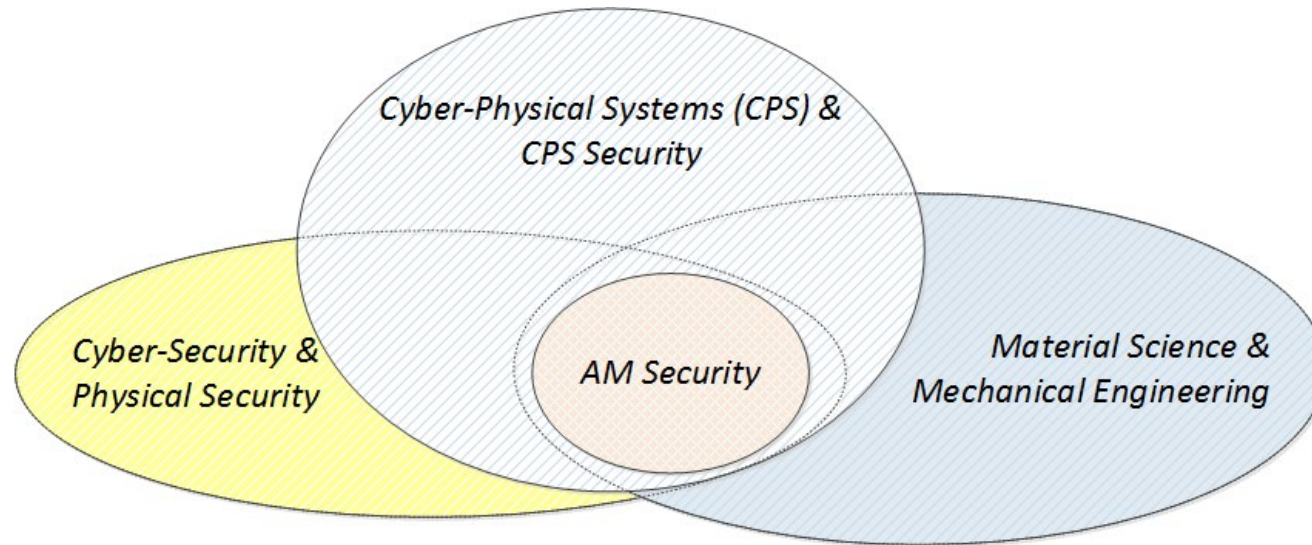 Cyber-Physical Systems (CPS) &
CPS Security
Cyber-Security &
Physical Security
AM Security
Material Science &
Mechanical Engineering